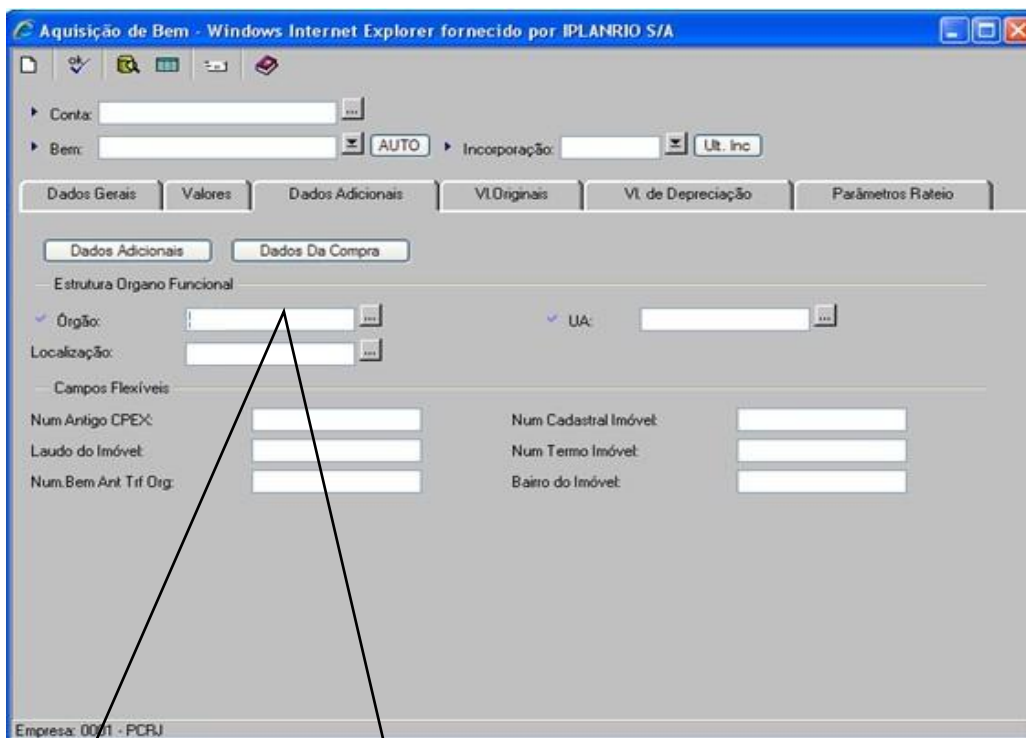 Aquisição de Bem - Windows Internet Explorer fornecido por IPLANRIO S/A
ok
Conta: ...
Bem: AUTO Incorporação: Ult. Inc
Dados Gerais Valores Dados Adicionais Vl.Originais Vl. de Depreciação Parâmetros Rateio
Dados Adicionais Dados Da Compra
Estrutura Organo Funcional
Órgão: ... UA: ...
Localização: ...
Campos Flexíveis
Num Antigo CPEX: Num Cadastral Imóvel:
Laudo do Imóvel: Num Termo Imóvel:
Num.Bem Ant Trf Org: Bairro do Imóvel:
Empresa: 0001 - PCRJ